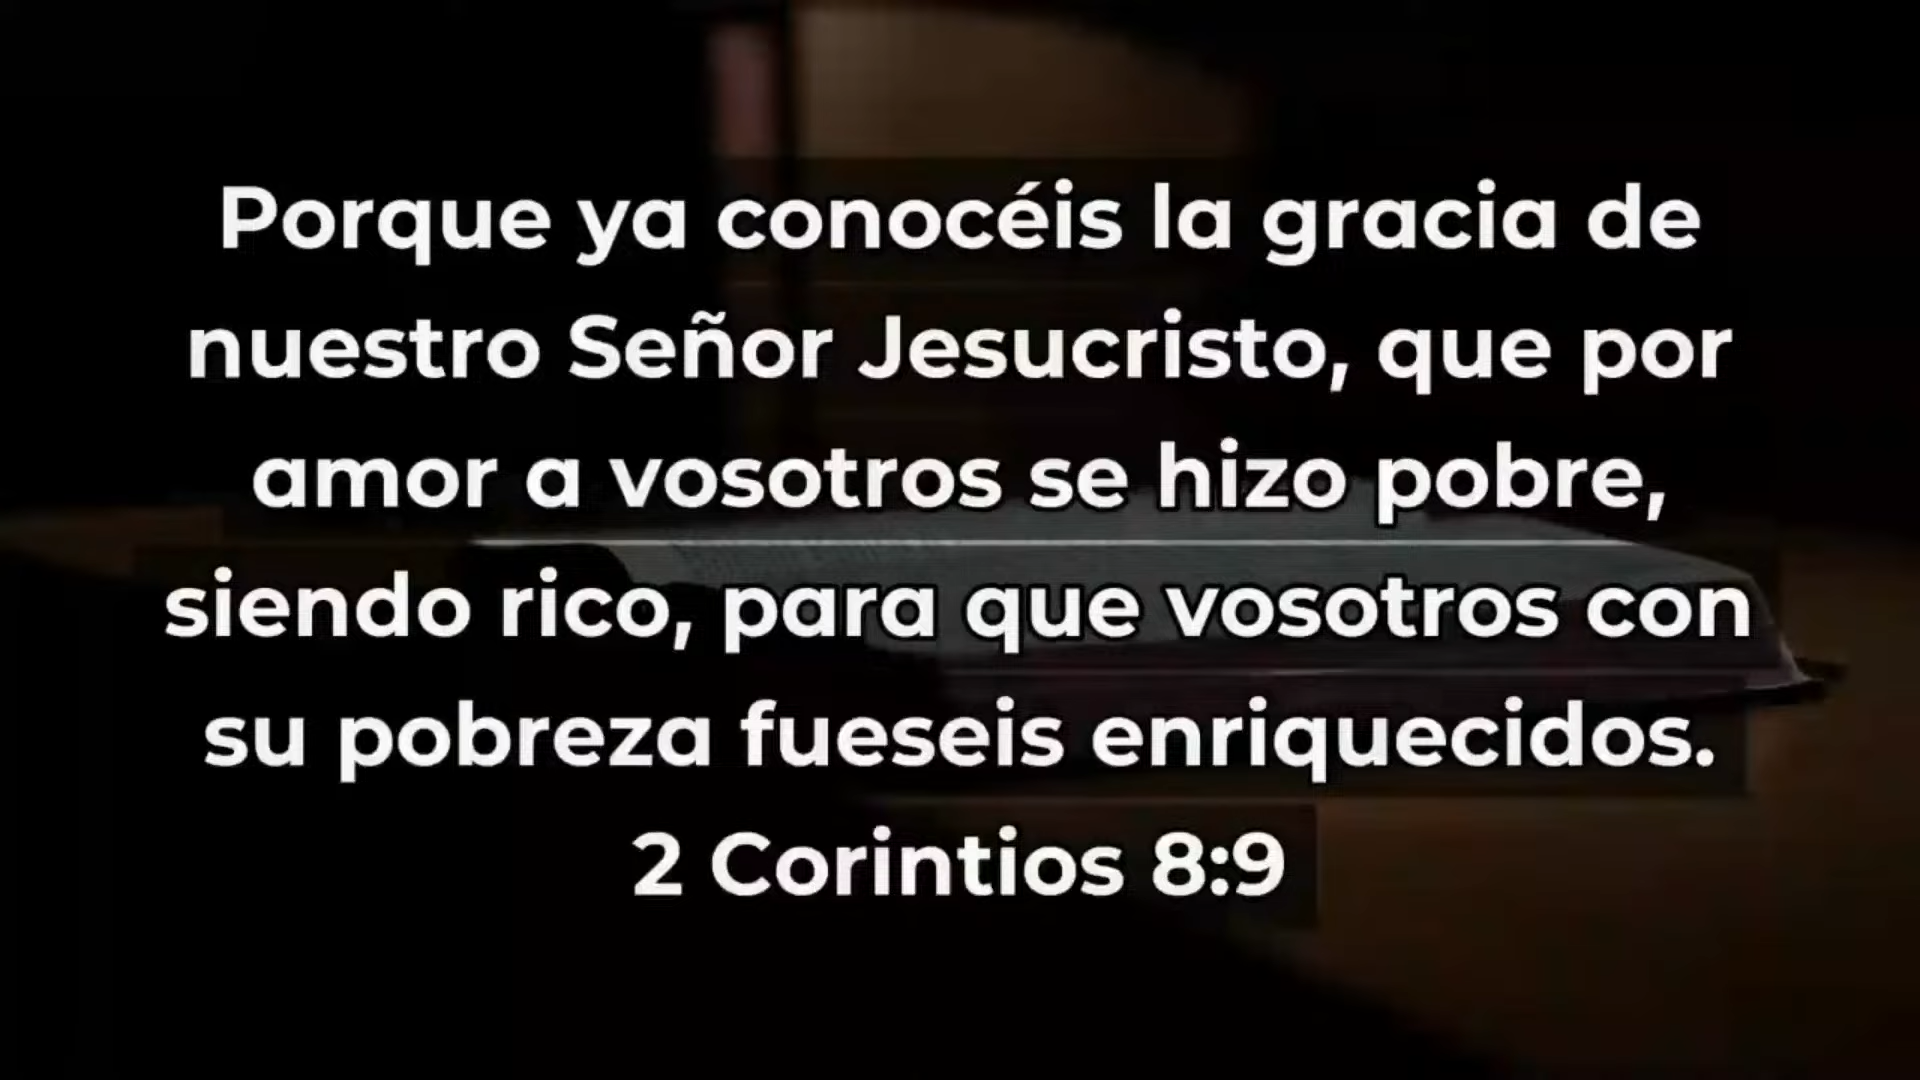 Porque ya conocéis la gracia de
nuestro Señor Jesucristo, que por
amor a vosotros se hizo pobre,
siendo rico, para que vosotros con
su pobreza fueseis enriquecidos.
2 Corintios 8:9